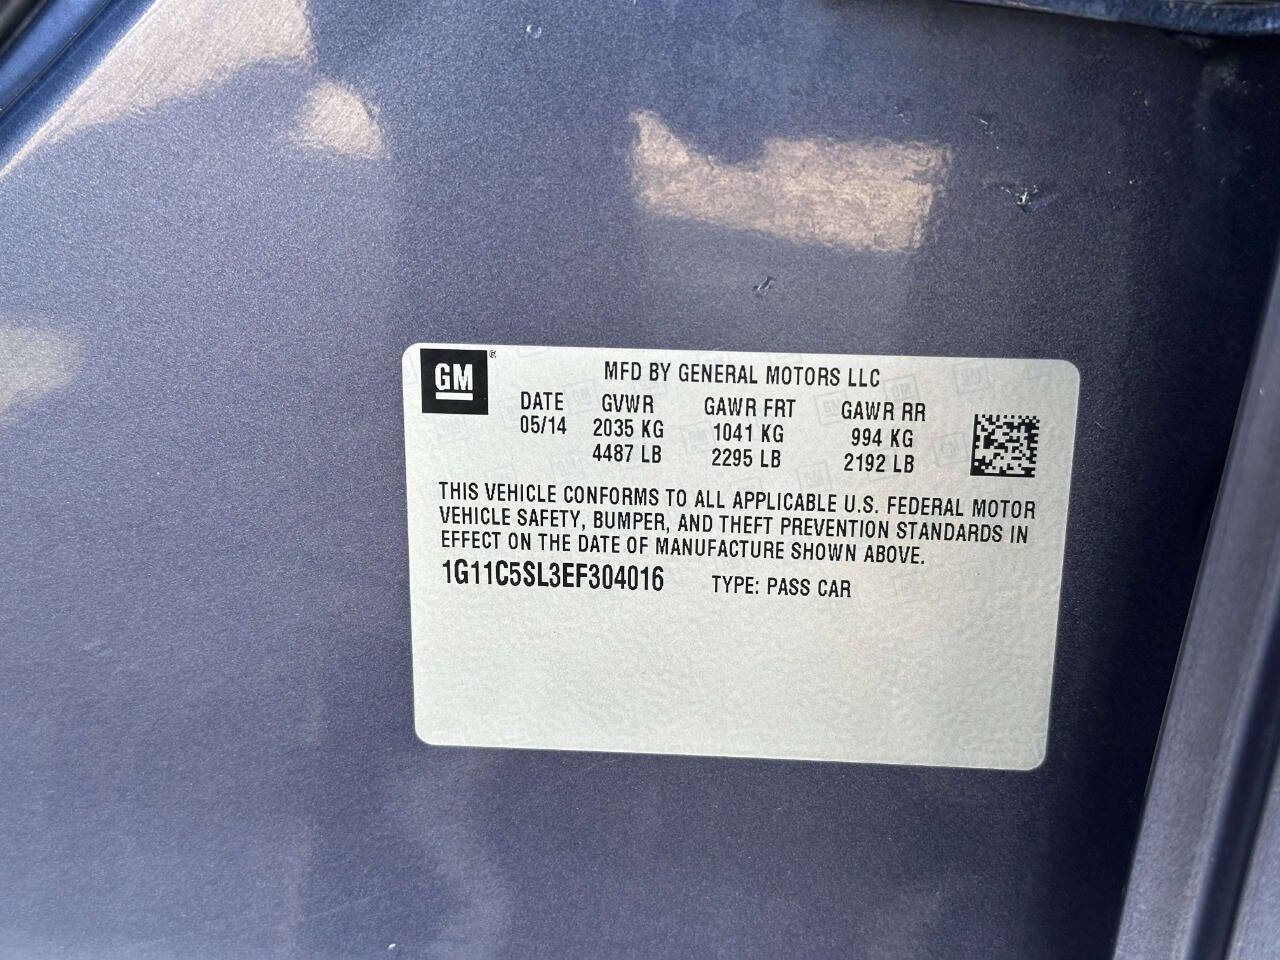 GM ®
MFD BY GENERAL MOTORS LLC
DATE GVWR GAWR FRT GAWR RR
05/14 2035 KG 1041 KG 994 KG
4487 LB 2295 LB 2192 LB
THIS VEHICLE CONFORMS TO ALL APPLICABLE U.S. FEDERAL MOTOR
VEHICLE SAFETY, BUMPER, AND THEFT PREVENTION STANDARDS IN
EFFECT ON THE DATE OF MANUFACTURE SHOWN ABOVE.
1G11C5SL3EF304016 TYPE: PASS CAR